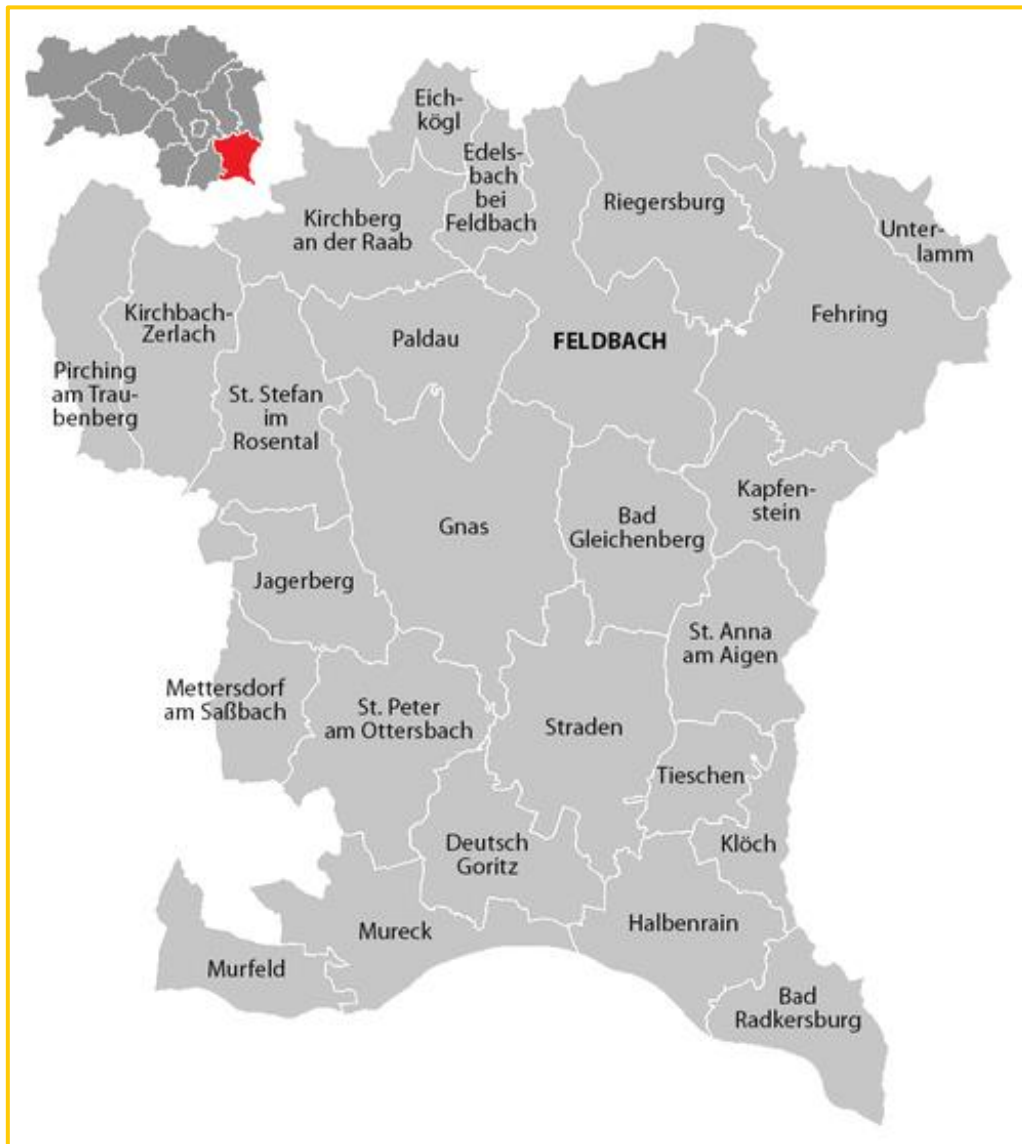 Eich-
kögl
Edels-
bach
bei
Feldbach
Riegersburg
Kirchberg
an der Raab
Unter-
lamm
Kirchbach-
Zerlach
Paldau
FELDBACH
Fehring
Pirching
am Trau-
benberg
St. Stefan
im
Rosental
Kapfen-
stein
Gnas
Bad
Gleichenberg
Jagerberg
St. Anna
am Aigen
Mettersdorf
am Saßbach
St. Peter
am Ottersbach
Straden
Tieschen
Deutsch
Goritz
Klöch
Mureck
Halbenrain
Murfeld
Bad
Radkersburg